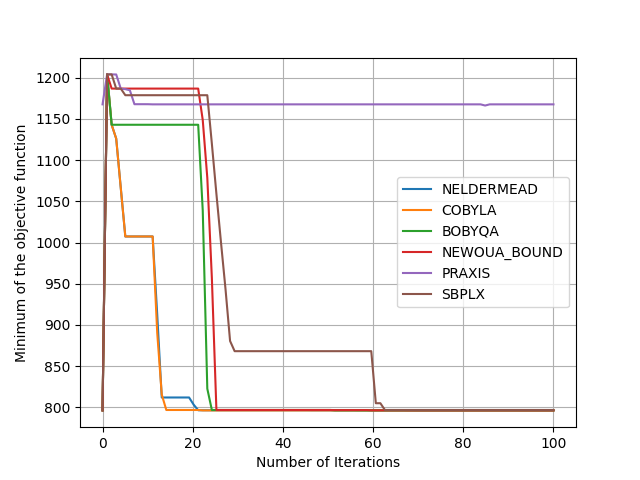 1200
1150
1100
1050
1000
950
900
850
800
Minimum of the objective function
NELDERMEAD
COBYLA
BOBYQA
NEWOUA_BOUND
PRAXIS
SBPLX
0 20 40 60 80 100
Number of Iterations